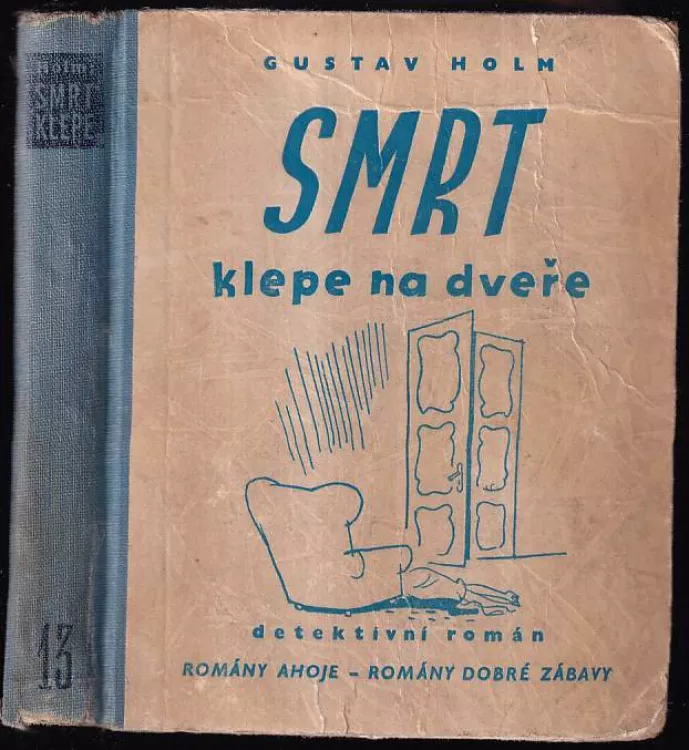 GUSTAV HOLM
SMRT
klepe na dveře
detektivní román
ROMÁNY AHOJE – ROMÁNY DOBRÉ ZÁBAVY
SMRT
KLEPE
13